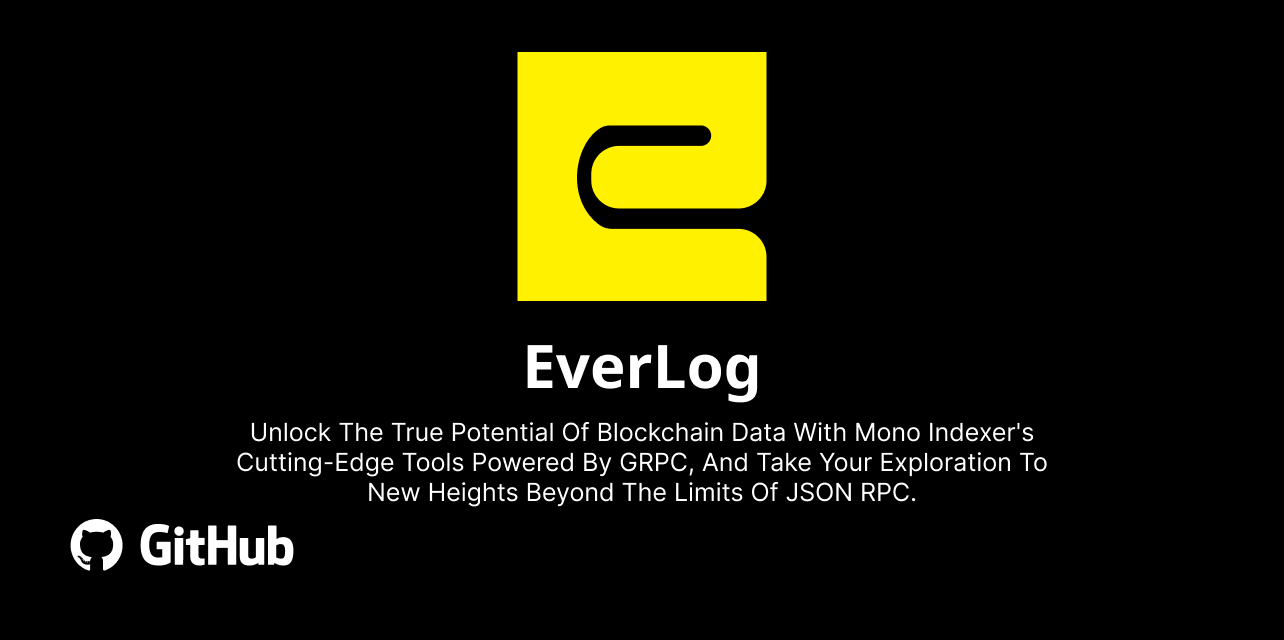 EverLog
Unlock The True Potential Of Blockchain Data With Mono Indexer's
Cutting-Edge Tools Powered By GRPC, And Take Your Exploration To
New Heights Beyond The Limits Of JSON RPC.
GitHub